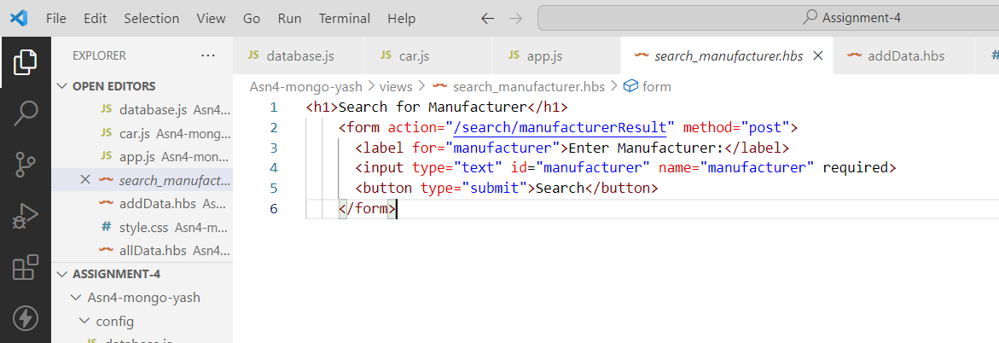 File Edit Selection View Go Run Terminal Help
Assignment-4
EXPLORER
JS database.js
JS car.js
JS app.js
search_manufacturer.hbs
addData.hbs
#
OPEN EDITORS
JS database.js Asn4...
JS car.js Asn4-mong...
JS app.js Asn4-mon...
search_manufact...
addData.hbs As...
# style.css Asn4-m...
allData.hbs Asn4...
ASSIGNMENT-4
Asn4-mongo-yash
config
Asn4-mongo-yash > views > search_manufacturer.hbs > form
1 <h1>Search for Manufacturer</h1>
2 <form action="/search/manufacturerResult" method="post">
3 <label for="manufacturer">Enter Manufacturer:</label>
4 <input type="text" id="manufacturer" name="manufacturer" required>
5 <button type="submit">Search</button>
6 </form>